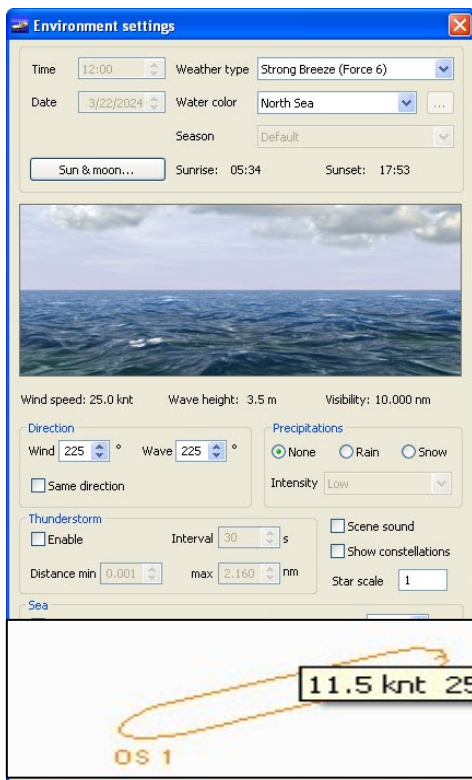 Environment settings
Time 12:00 Weather type Strong Breeze (Force 6)
Date 3/22/2024 Water color North Sea ...
Season Default
Sun & moon... Sunrise: 05:34 Sunset: 17:53
Wind speed: 25.0 knt Wave height: 3.5 m Visibility: 10.000 nm
Direction Precipitations
Wind 225 ° Wave 225 ° None Rain Snow
Same direction Intensity Low
Thunderstorm Scene sound
Enable Interval 30 s Show constellations
Distance min 0.001 max 2.160 nm Star scale 1
Sea
11.5 knt 25
OS 1